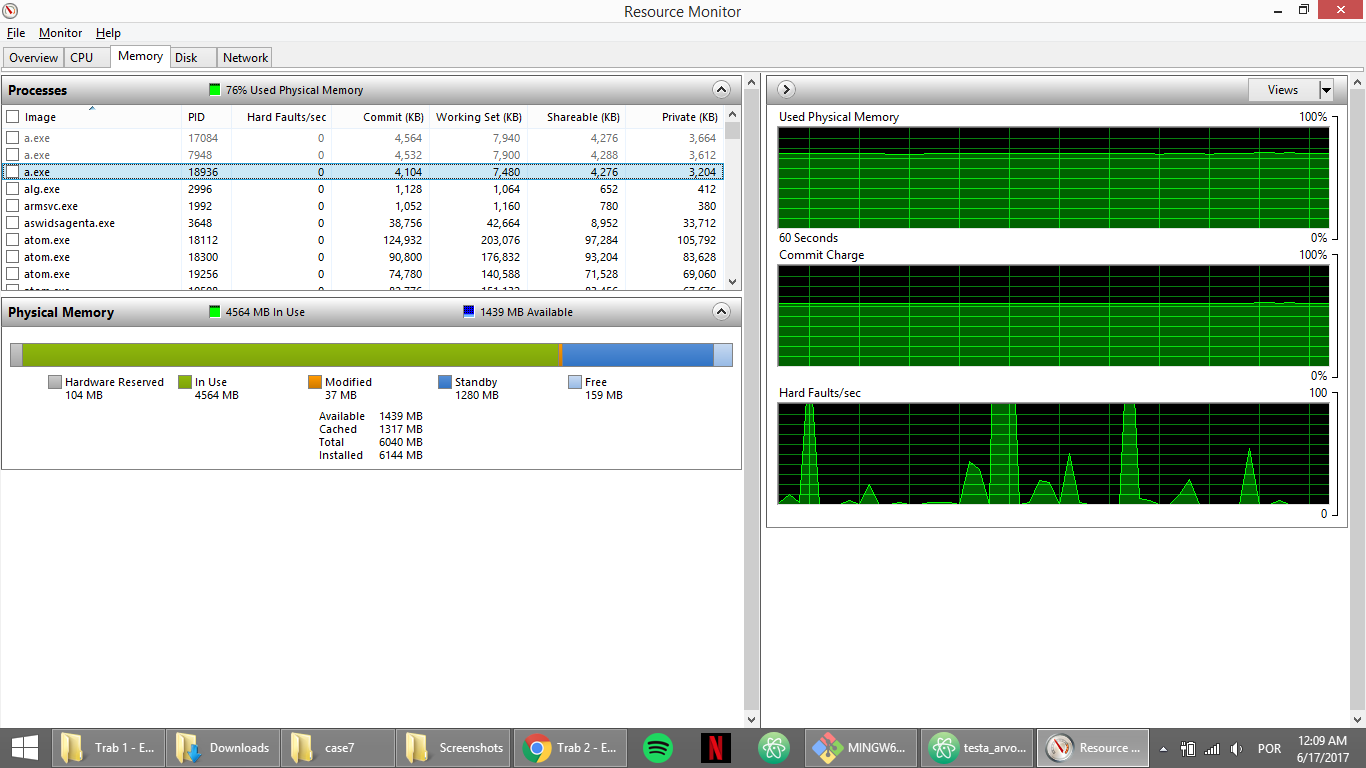 Resource Monitor
File Monitor Help
Overview CPU Memory Disk Network
Processes 76% Used Physical Memory
Image PID Hard Faults/sec Commit (KB) Working Set (KB) Shareable (KB) Private (KB)
a.exe 17084 0 4,564 7,940 4,276 3,664
a.exe 7948 0 4,532 7,900 4,288 3,612
a.exe 18936 0 4,104 7,480 4,276 3,204
alg.exe 2996 0 1,128 1,064 652 412
armsvc.exe 1992 0 1,052 1,160 780 380
aswidsagenta.exe 3648 0 38,756 42,664 8,952 33,712
atom.exe 18112 0 124,932 203,076 97,284 105,792
atom.exe 18300 0 90,800 176,832 93,204 83,628
atom.exe 19256 0 74,780 140,588 71,528 69,060
Physical Memory 4564 MB In Use 1439 MB Available
Hardware Reserved In Use Modified Standby Free
104 MB 4564 MB 37 MB 1280 MB 159 MB
Available 1439 MB
Cached 1317 MB
Total 6040 MB
Installed 6144 MB
Views
Used Physical Memory 100%
60 Seconds 0%
Commit Charge 100%
0%
Hard Faults/sec 100
0
Trab 1 - E... Downloads case7 Screenshots Trab 2 - E... N MINGW6... testa_arvo... Resource ... POR 12:09 AM
6/17/2017